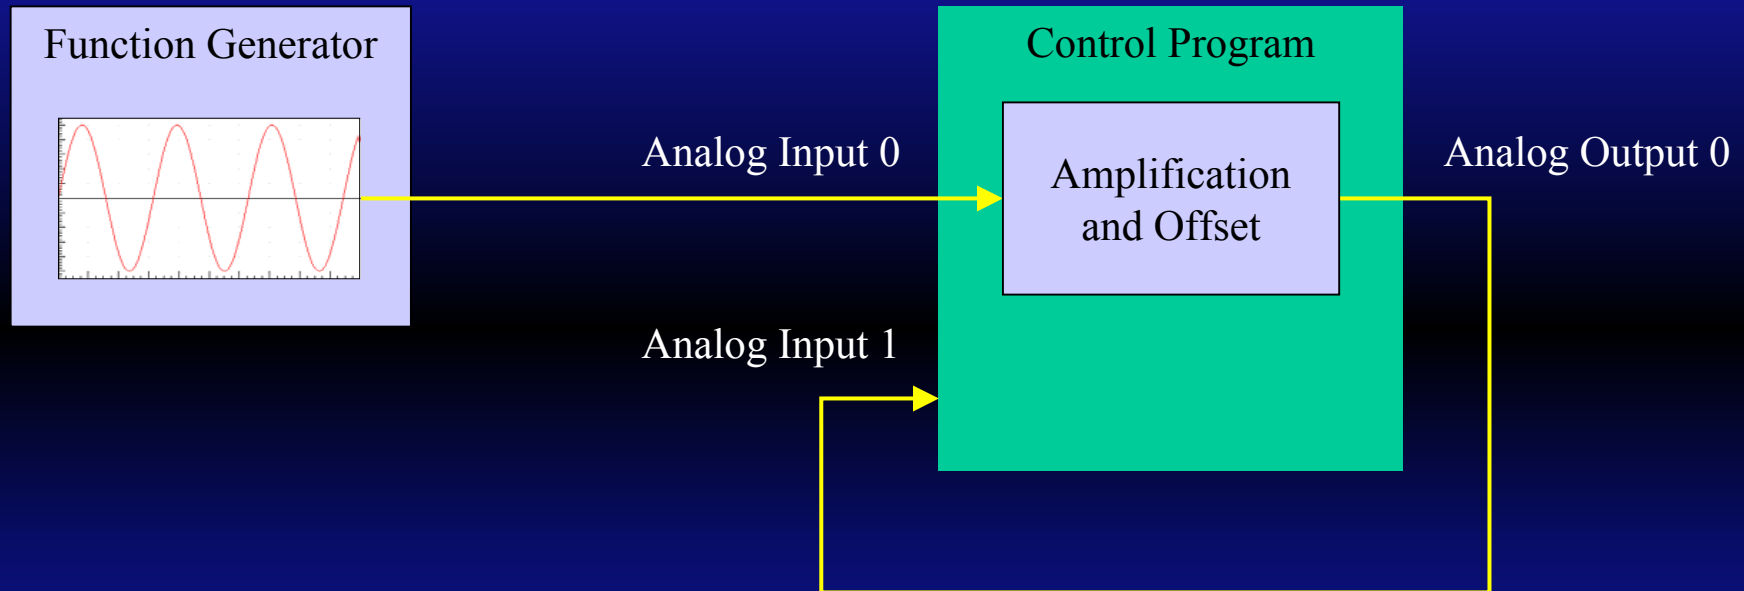 Function Generator
Control Program
Analog Input 0
Amplification
and Offset
Analog Output 0
Analog Input 1